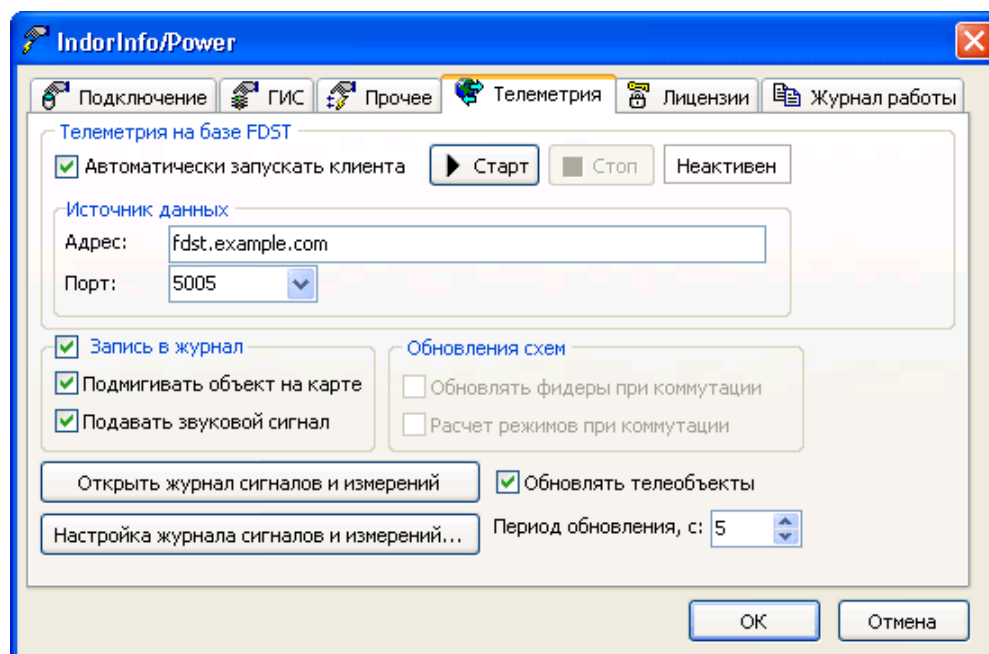 IndorInfo/Power
Подключение ГИС Прочее Телеметрия Лицензии Журнал работы
Телеметрия на базе FDST
Автоматически запускать клиента Старт Стоп Неактивен
Источник данных
Адрес: fdst.example.com
Порт: 5005
Запись в журнал
Подмигивать объект на карте
Подавать звуковой сигнал
Обновления схем
Обновлять фидеры при коммутации
Расчет режимов при коммутации
Открыть журнал сигналов и измерений
Обновлять телеобъекты
Настройка журнала сигналов и измерений...
Период обновления, с: 5
ОК Отмена